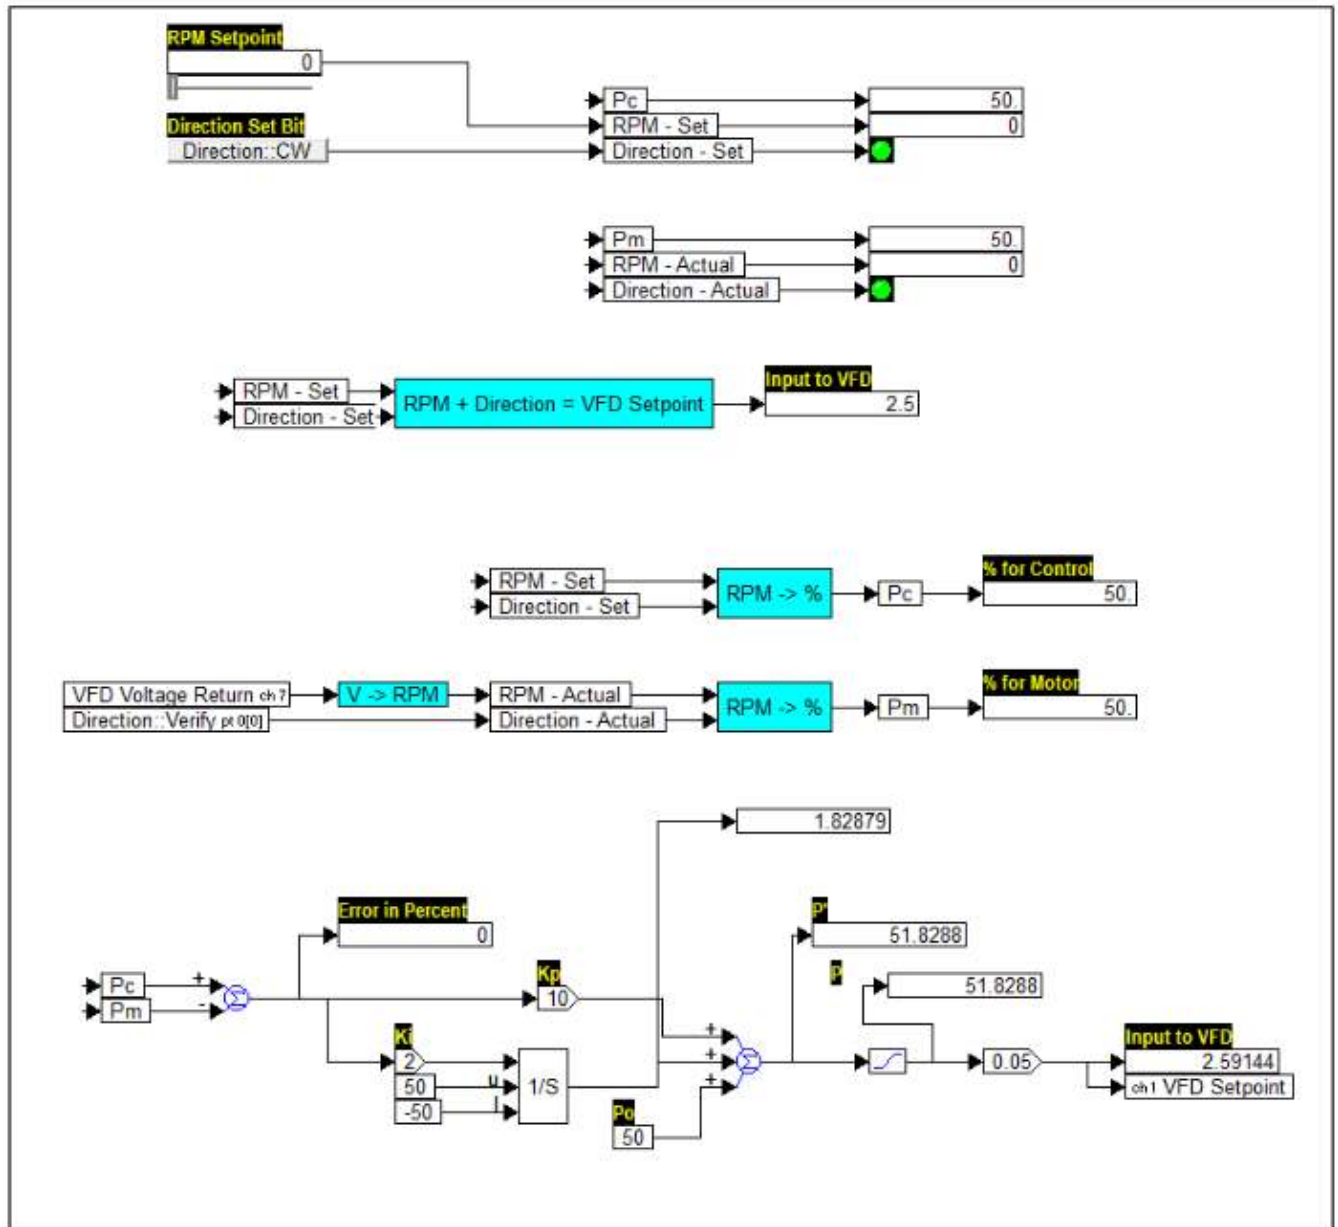 RPM Setpoint
0
Direction Set Bit
Direction::CW
Pc
50.
RPM - Set
0
Direction - Set
Pm
50.
RPM - Actual
0
Direction - Actual
RPM - Set
Direction - Set
RPM + Direction = VFD Setpoint
Input to VFD
2.5
RPM - Set
Direction - Set
RPM -> %
Pc
% for Control
50.
VFD Voltage Return ch 7
Direction::Verify pt 0[0]
V -> RPM
RPM - Actual
Direction - Actual
RPM -> %
Pm
% for Motor
50.
1.82879
Error in Percent
0
P'
51.8288
P
51.8288
Pc
Pm
+
-
Σ
Kp
10
Ki
2
50
-50
u
l
1/S
Po
50
+
+
+
Σ
0.05
Input to VFD
2.59144
ch1 VFD Setpoint